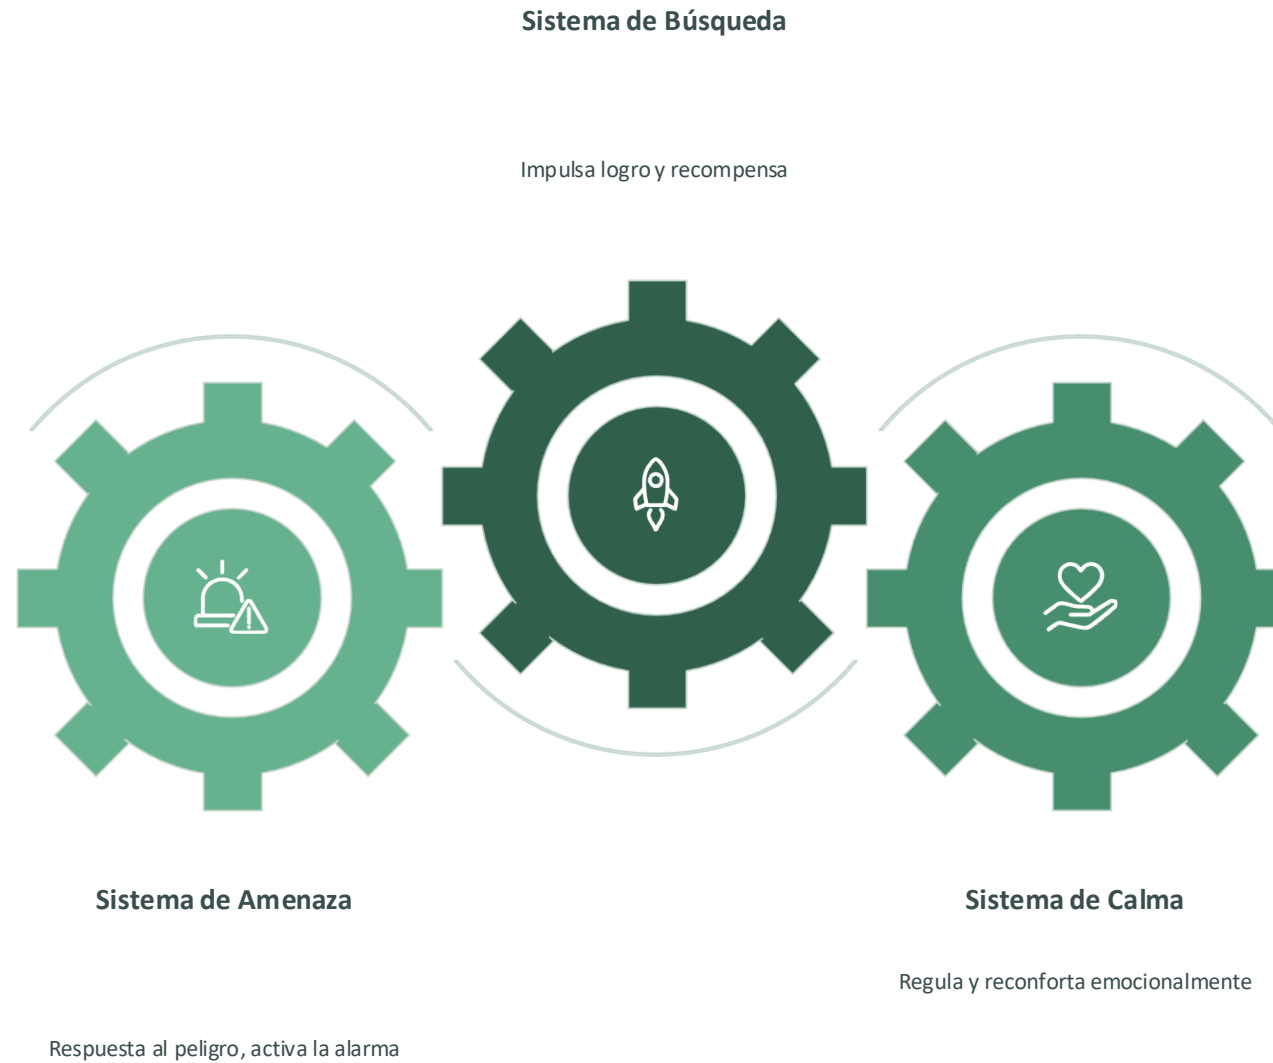 Sistema de Búsqueda
Impulsa logro y recompensa
Sistema de Amenaza
Respuesta al peligro, activa la alarma
Sistema de Calma
Regula y reconforta emocionalmente